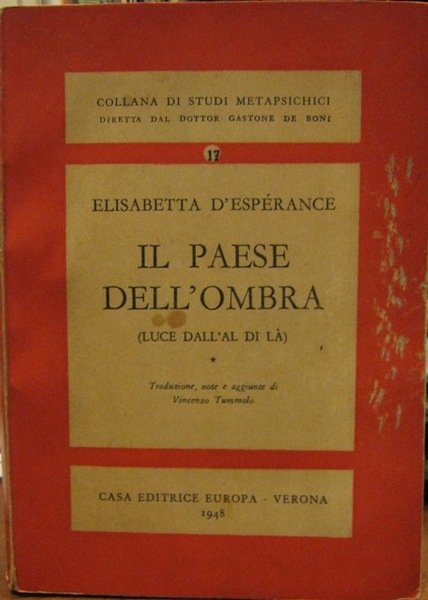 COLLANA DI STUDI METAPSICHICI
DIRETTA DAL DOTTOR GASTONE DE BONI
17
ELISABETTA D'ESPÉRANCE
IL PAESE
DELL'OMBRA
(LUCE DALL'AL DI LÀ)
*
Traduzione, note e aggiunte di
Vincenzo Tummolo
CASA EDITRICE EUROPA - VERONA
1948